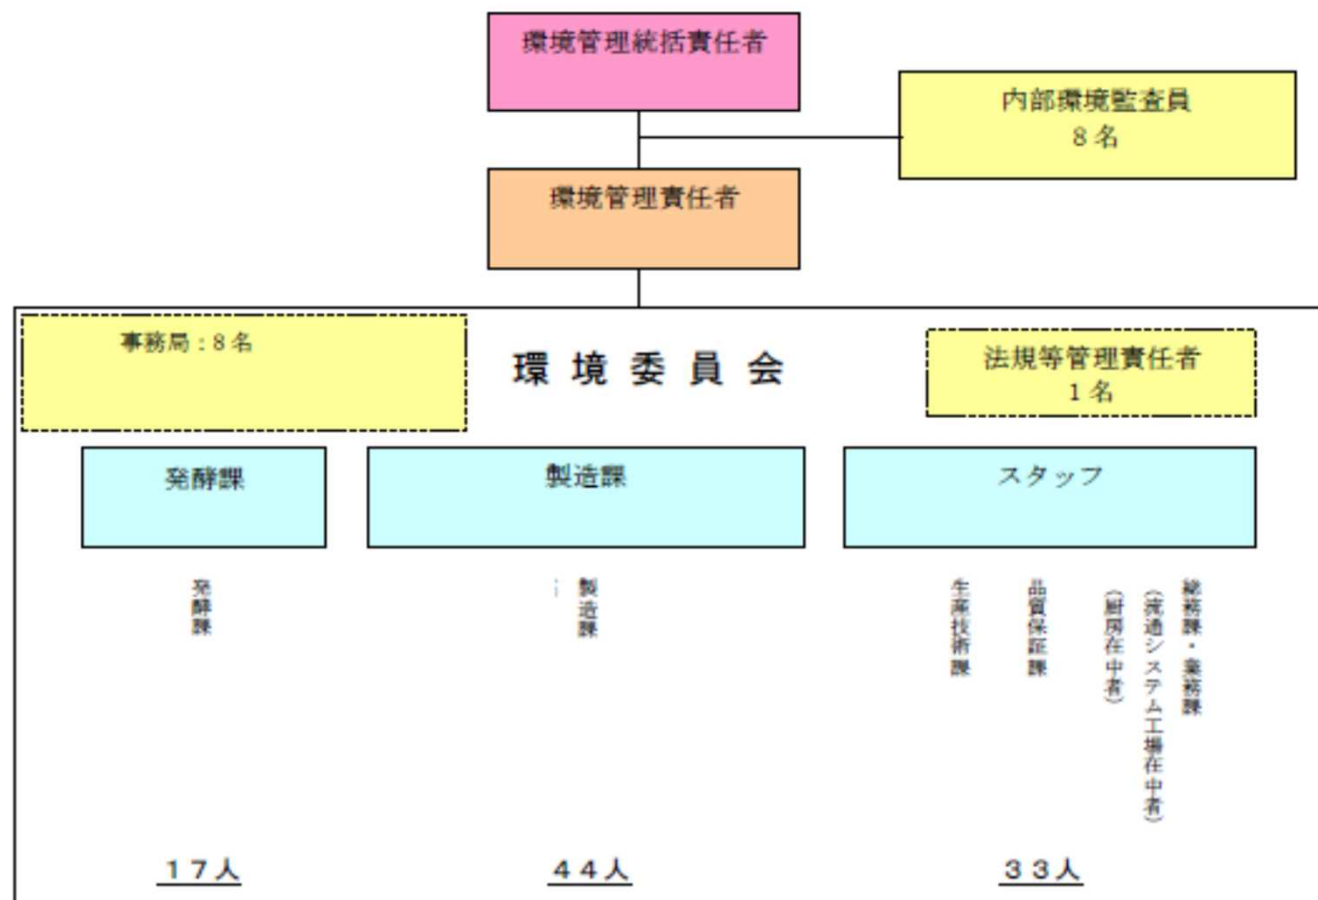 環境管理統括責任者
内部環境監査員
8名
環境管理責任者
事務局：8名
環境委員会
法規等管理責任者
1名
発酵課
製造課
スタッフ
発酵課
製造課
総務課・業務課
（流通システム工場在中者）
（厨房在中者）
品質保証課
生産技術課
１７人
４４人
３３人